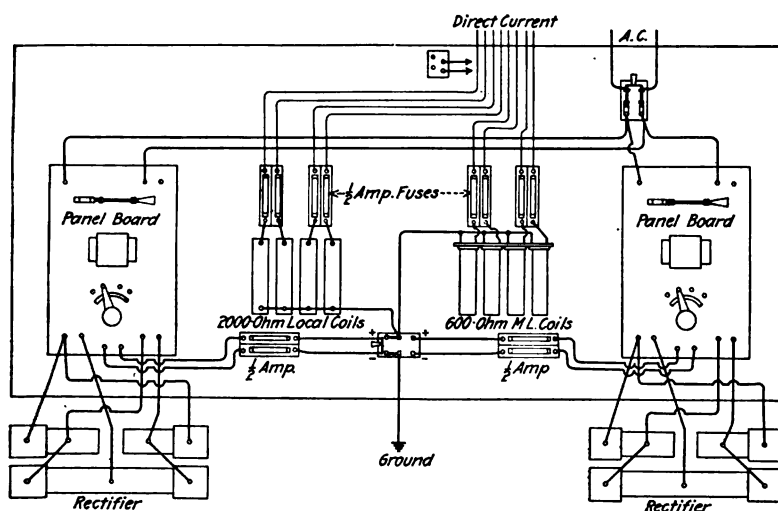 Direct Current
A.C.
½ Amp. Fuses
Panel Board
Panel Board
2000-Ohm Local Coils
600-Ohm M.L. Coils
+ +
- -
½ Amp.
½ Amp
Ground
Rectifier
Rectifier